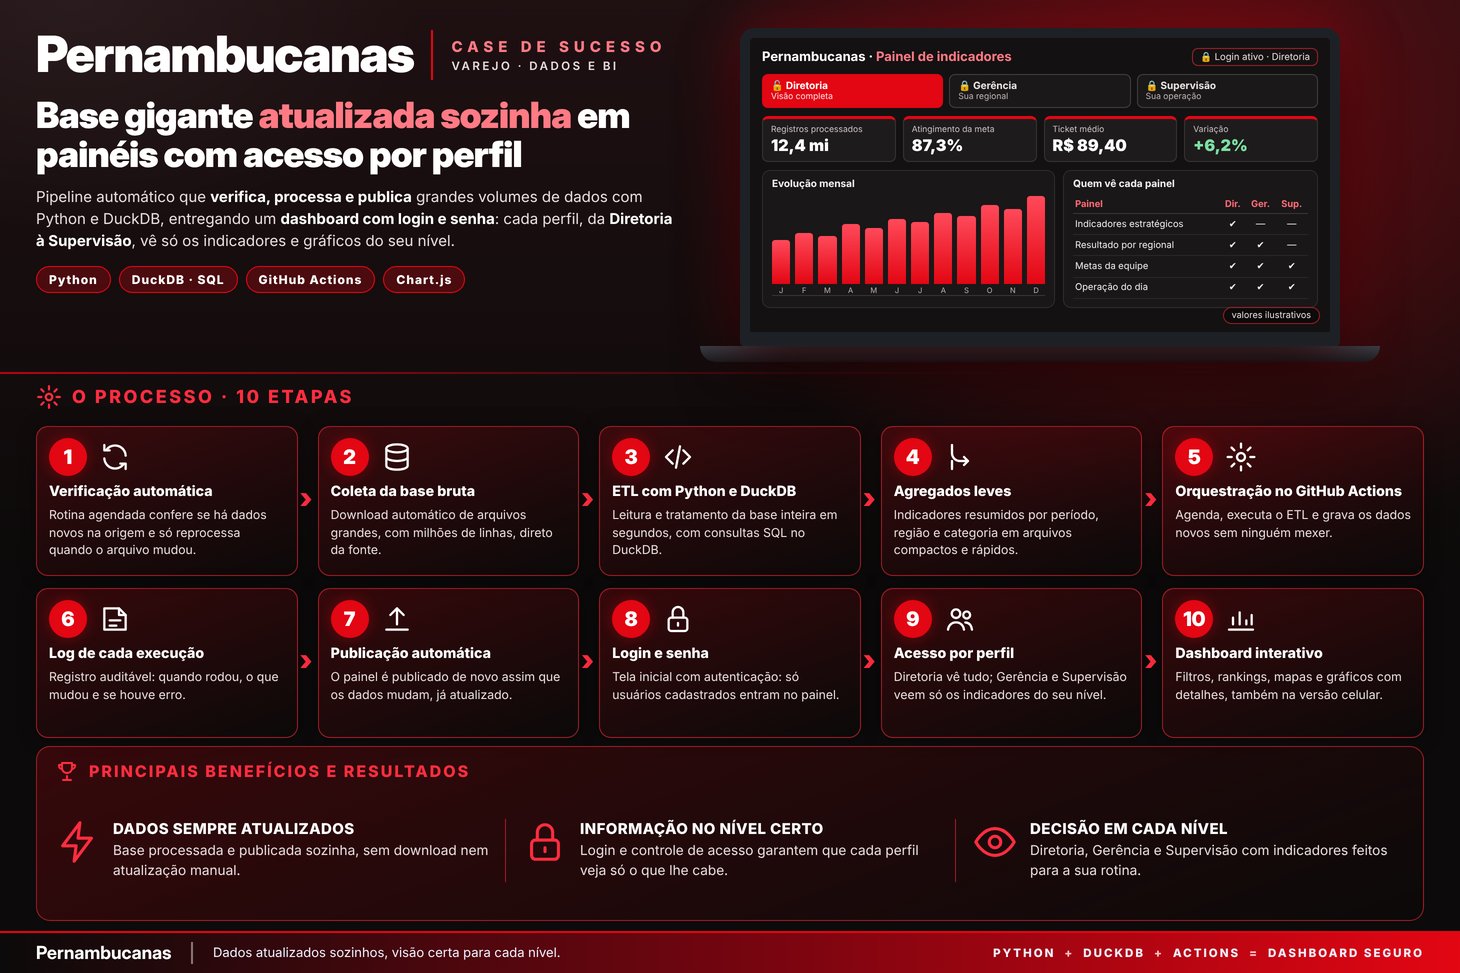 Pernambucanas
CASE DE SUCESSO
VAREJO · DADOS E BI
Base gigante atualizada sozinha em
painéis com acesso por perfil
Pipeline automático que verifica, processa e publica grandes volumes de dados com
Python e DuckDB, entregando um dashboard com login e senha: cada perfil, da Diretoria
à Supervisão, vê só os indicadores e gráficos do seu nível.
Python
DuckDB · SQL
GitHub Actions
Chart.js
Pernambucanas · Painel de indicadores
🔒 Login ativo · Diretoria
🔓 Diretoria
Visão completa
🔒 Gerência
Sua regional
🔒 Supervisão
Sua operação
Registros processados
12,4 mi
Atingimento da meta
87,3%
Ticket médio
R$ 89,40
Variação
+6,2%
Evolução mensal
J F M A M J J A S O N D
Quem vê cada painel
Painel Dir. Ger. Sup.
Indicadores estratégicos ✔ — —
Resultado por regional ✔ ✔ —
Metas da equipe ✔ ✔ ✔
Operação do dia ✔ ✔ ✔
valores ilustrativos
O PROCESSO · 10 ETAPAS
1
Verificação automática
Rotina agendada confere se há dados
novos na origem e só reprocessa
quando o arquivo mudou.
2
Coleta da base bruta
Download automático de arquivos
grandes, com milhões de linhas, direto
da fonte.
3
ETL com Python e DuckDB
Leitura e tratamento da base inteira em
segundos, com consultas SQL no
DuckDB.
4
Agregados leves
Indicadores resumidos por período,
região e categoria em arquivos
compactos e rápidos.
5
Orquestração no GitHub Actions
Agenda, executa o ETL e grava os dados
novos sem ninguém mexer.
6
Log de cada execução
Registro auditável: quando rodou, o que
mudou e se houve erro.
7
Publicação automática
O painel é publicado de novo assim que
os dados mudam, já atualizado.
8
Login e senha
Tela inicial com autenticação: só
usuários cadastrados entram no painel.
9
Acesso por perfil
Diretoria vê tudo; Gerência e Supervisão
veem só os indicadores do seu nível.
10
Dashboard interativo
Filtros, rankings, mapas e gráficos com
detalhes, também na versão celular.
PRINCIPAIS BENEFÍCIOS E RESULTADOS
DADOS SEMPRE ATUALIZADOS
Base processada e publicada sozinha, sem download nem
atualização manual.
INFORMAÇÃO NO NÍVEL CERTO
Login e controle de acesso garantem que cada perfil
veja só o que lhe cabe.
DECISÃO EM CADA NÍVEL
Diretoria, Gerência e Supervisão com indicadores feitos
para a sua rotina.
Pernambucanas
Dados atualizados sozinhos, visão certa para cada nível.
PYTHON + DUCKDB + ACTIONS = DASHBOARD SEGURO